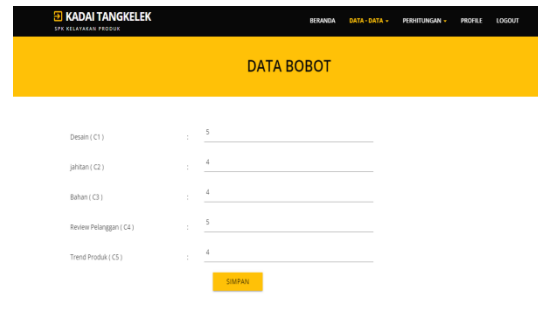 KADAI TANGKELEK
SPK KELAYAKAN PRODUK
BERANDA DATA - DATA PERHITUNGAN PROFILE LOGOUT
DATA BOBOT
Desain ( C1 ) : 5
jahitan ( C2 ) : 4
Bahan ( C3 ) : 4
Review Pelanggan ( C4 ) : 5
Trend Produk ( C5 ) : 4
SIMPAN